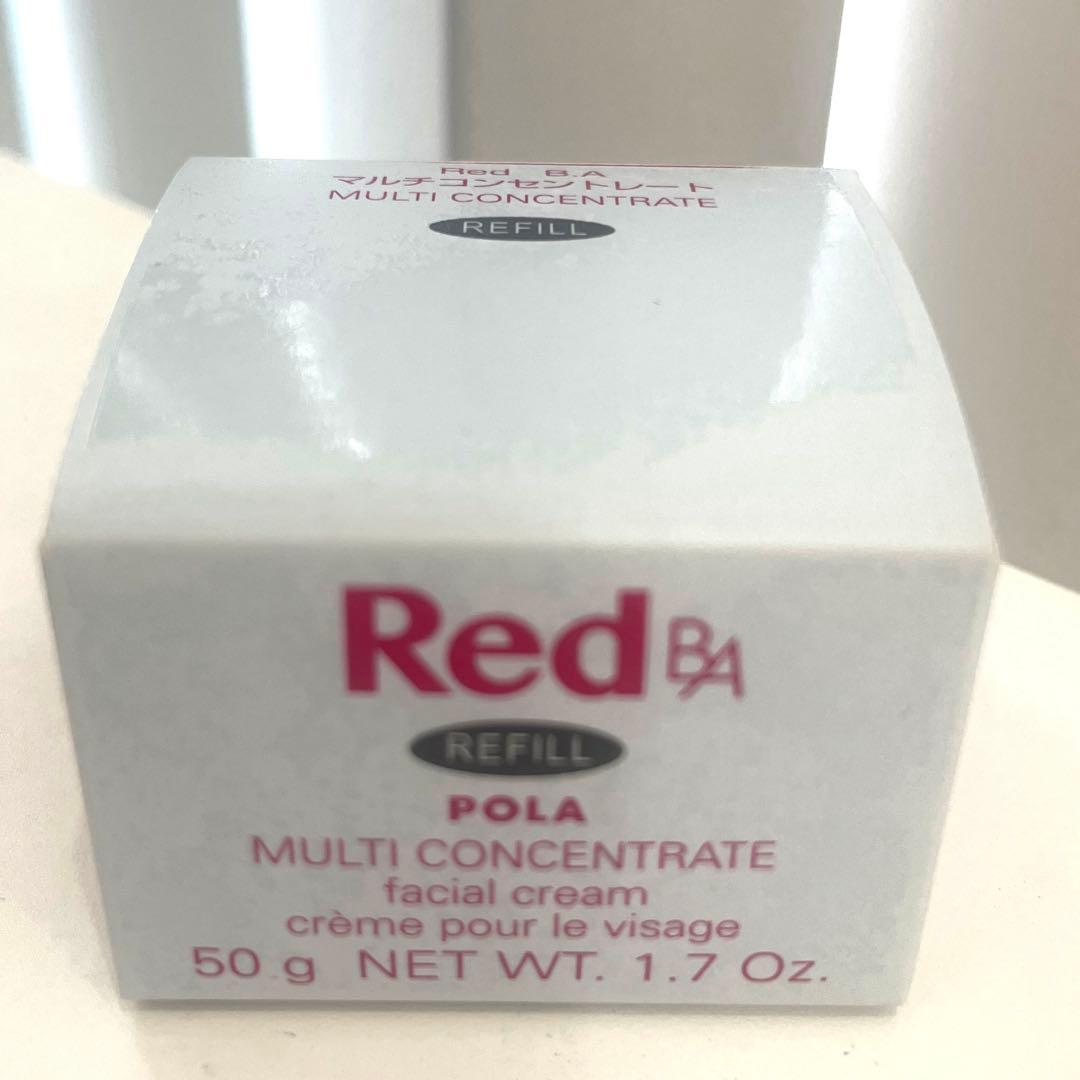 Red B.A
マルチコンセントレート
MULTI CONCENTRATE
REFILL
Red BA
REFILL
POLA
MULTI CONCENTRATE
facial cream
crème pour le visage
50 g NET WT. 1.7 Oz.